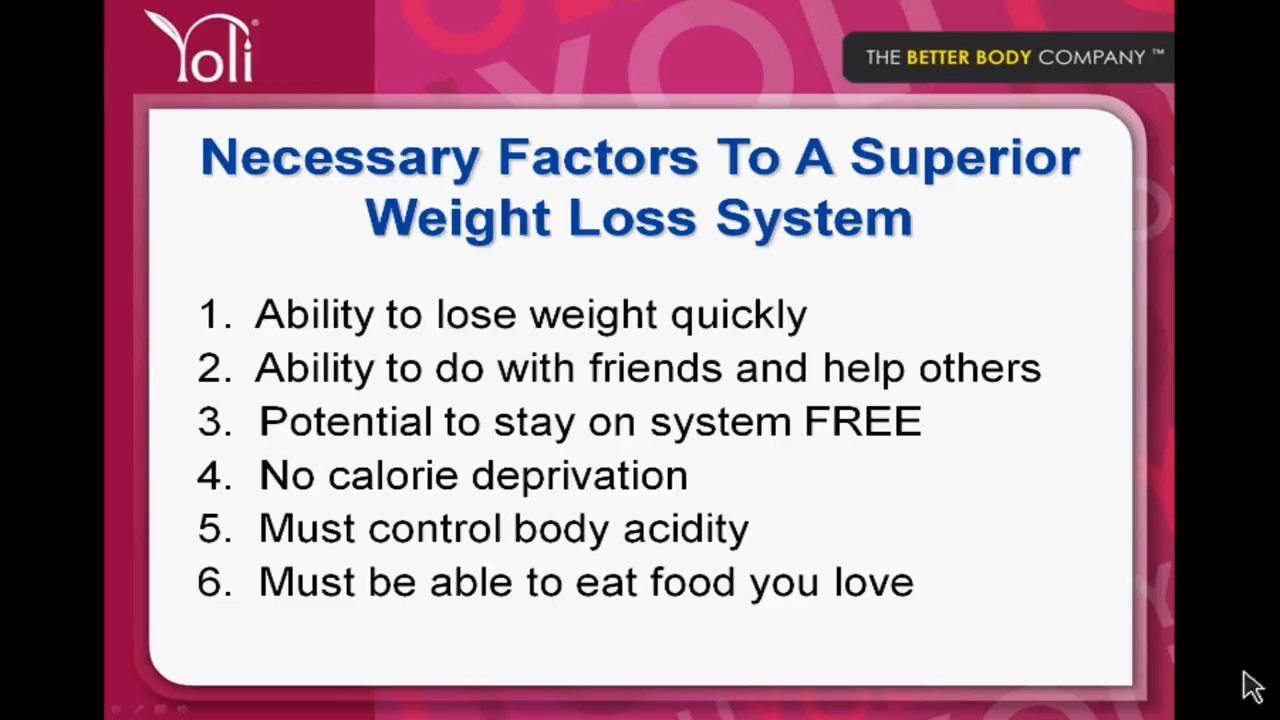 Yoli®
THE BETTER BODY COMPANY ™
Necessary Factors To A Superior
Weight Loss System
1. Ability to lose weight quickly
2. Ability to do with friends and help others
3. Potential to stay on system FREE
4. No calorie deprivation
5. Must control body acidity
6. Must be able to eat food you love